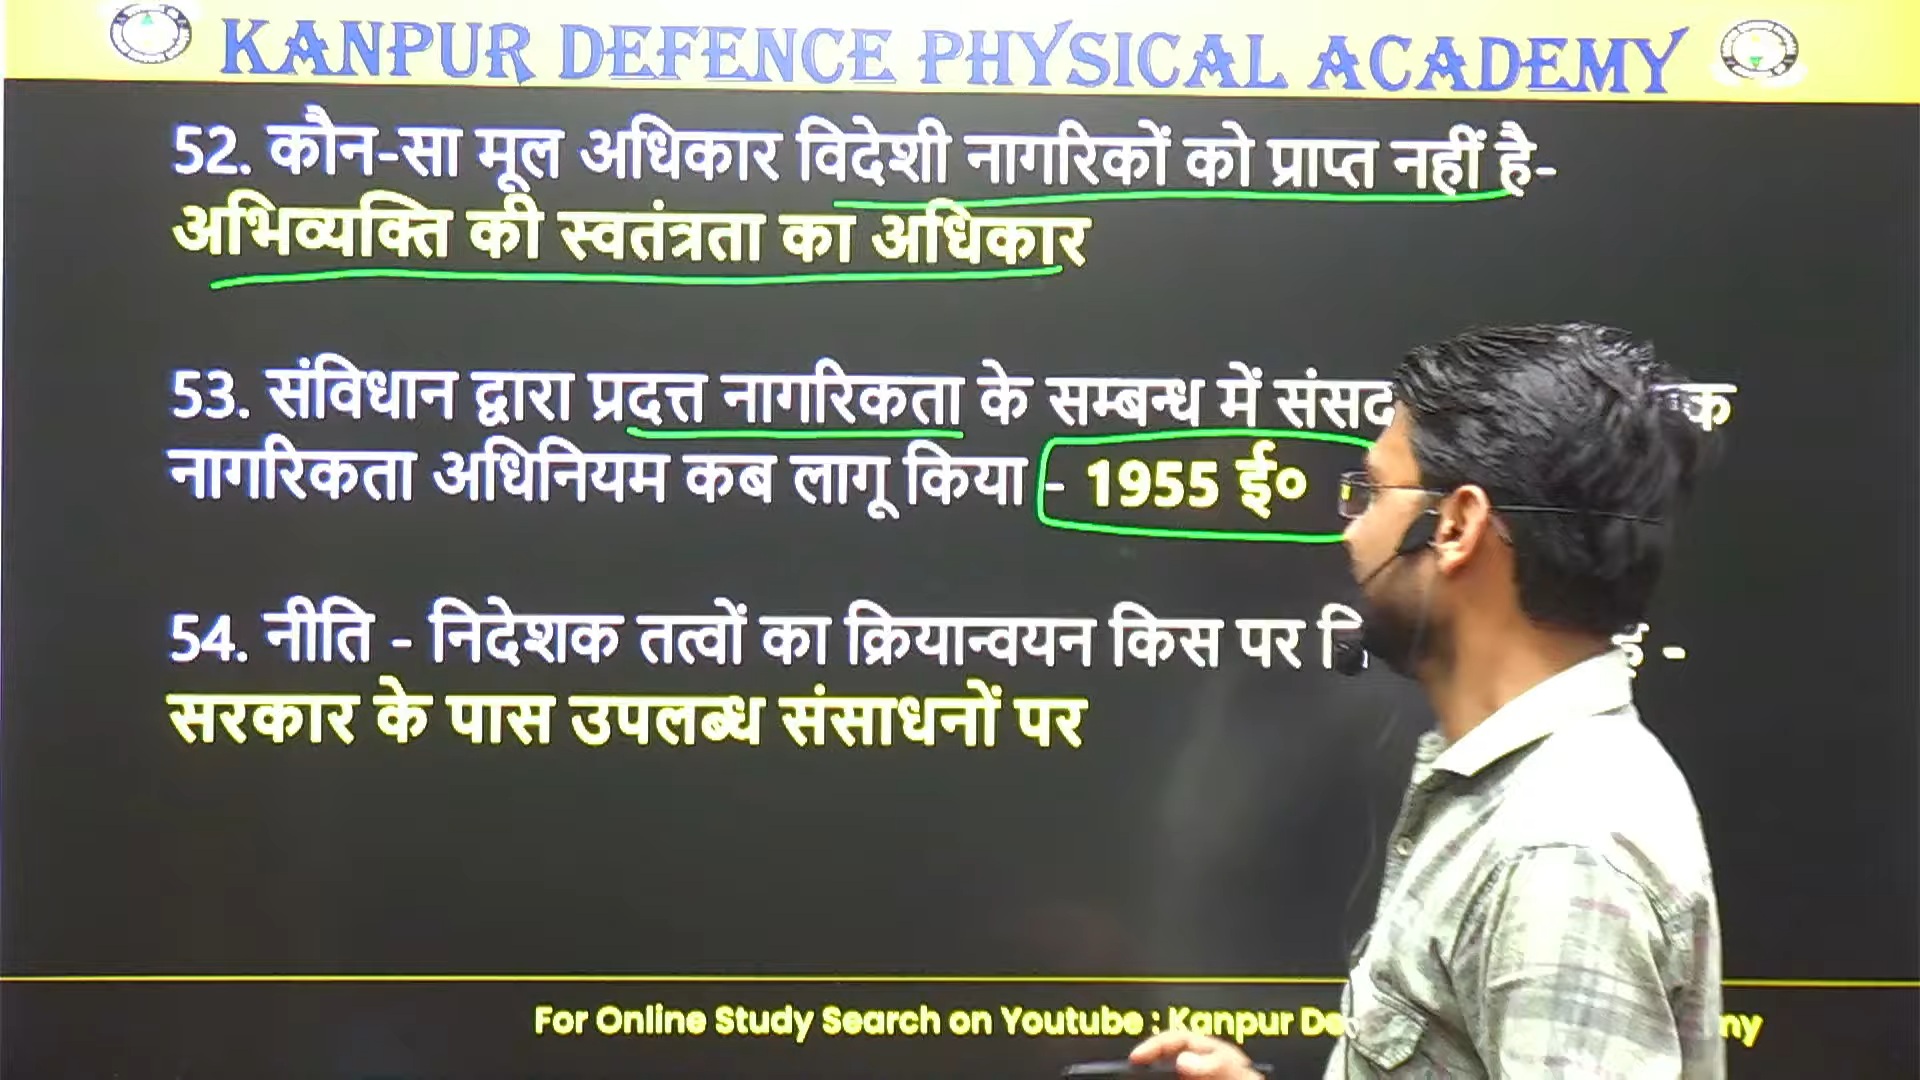 KANPUR DEFENCE PHYSICAL ACADEMY
52. कौन-सा मूल अधिकार विदेशी नागरिकों को प्राप्त नहीं है-
अभिव्यक्ति की स्वतंत्रता का अधिकार
53. संविधान द्वारा प्रदत्त नागरिकता के सम्बन्ध में संसद
नागरिकता अधिनियम कब लागू किया - 1955 ई०
54. नीति - निदेशक तत्वों का क्रियान्वयन किस पर -
सरकार के पास उपलब्ध संसाधनों पर
For Online Study Search on Youtube : Kanpur